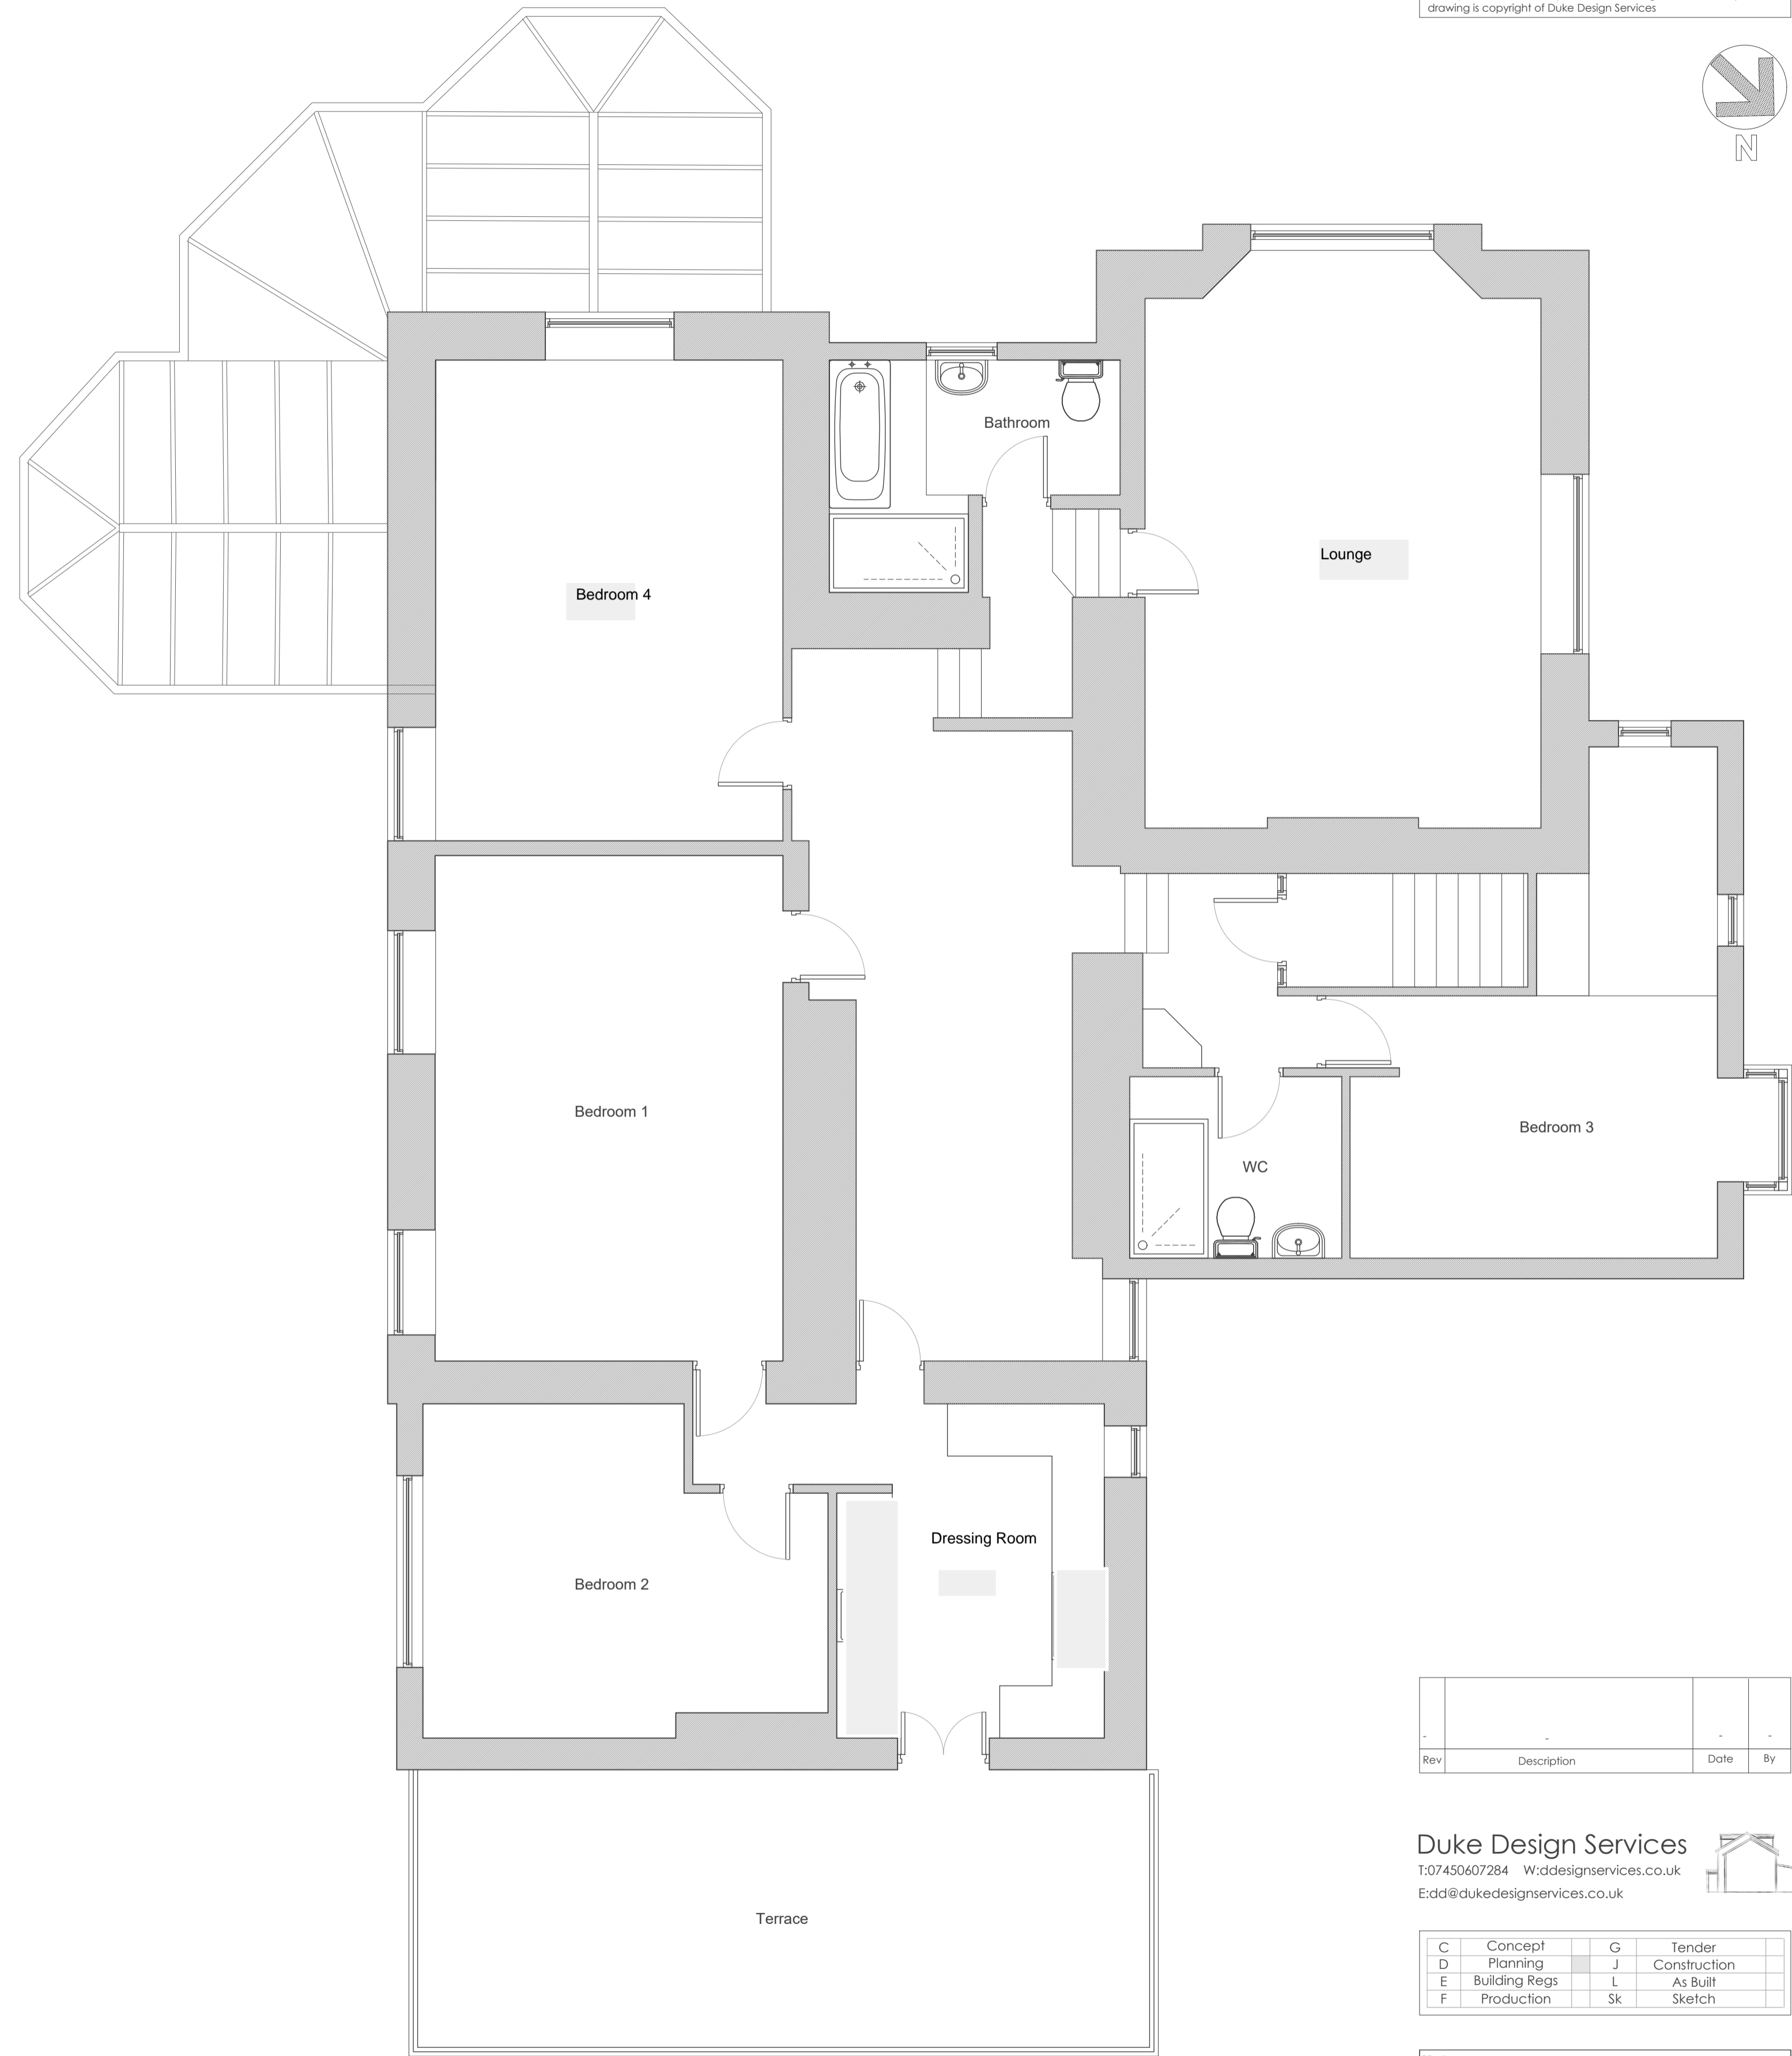 drawing is copyright of Duke Design Services
N
Bathroom
Lounge
Bedroom 4
Bedroom 1
Bedroom 3
WC
Dressing Room
Bedroom 2
- - - -
Rev Description Date By
Duke Design Services
T:07450607284 W:ddesignservices.co.uk
E:dd@dukedesignservices.co.uk
Terrace
C Concept G Tender
D Planning J Construction
E Building Regs L As Built
F Production Sk Sketch